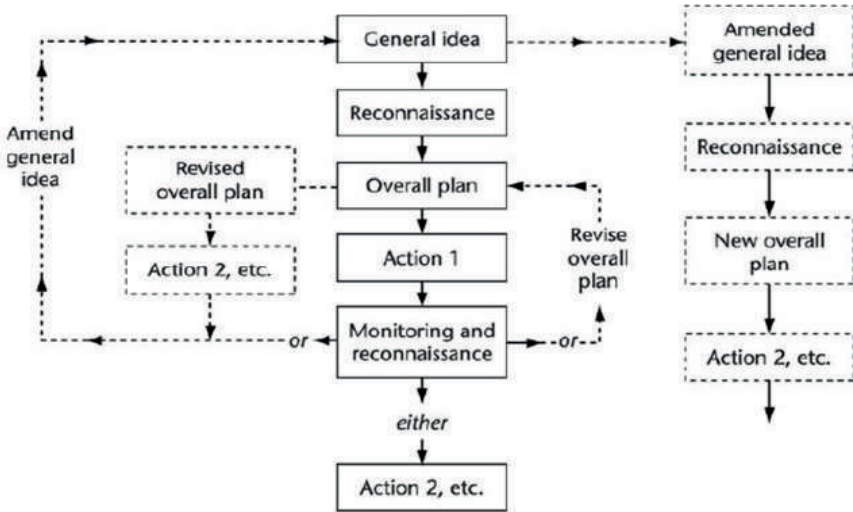 General idea
Amended
general idea
Reconnaissance
Amend
general
idea
Reconnaissance
Revised
overall plan
Overall plan
Revise
overall
plan
New overall
plan
Action 2, etc.
Action 1
or
Monitoring and
reconnaissance
or
Action 2, etc.
either
Action 2, etc.